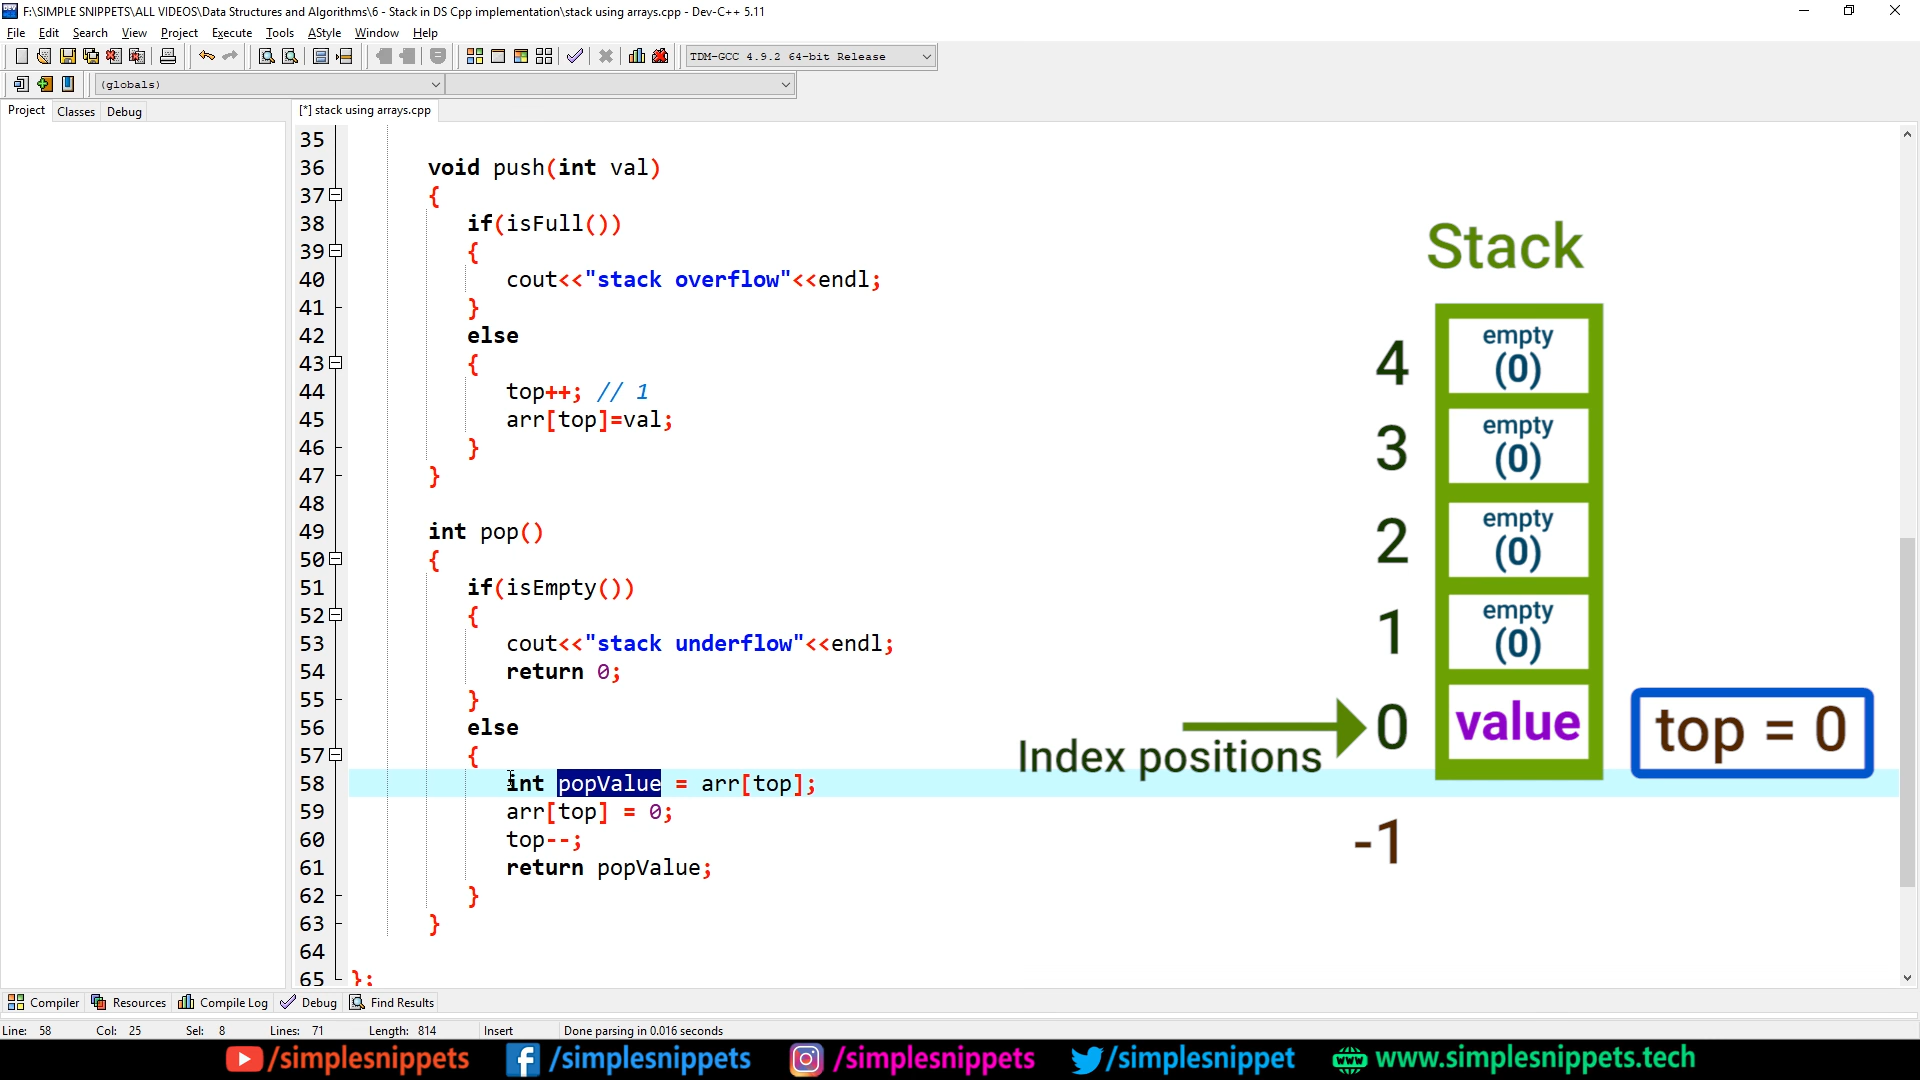 F:\SIMPLE SNIPPETS\ALL VIDEOS\Data Structures and Algorithms\6 - Stack in DS Cpp implementation\stack using arrays.cpp - Dev-C++ 5.11
File Edit Search View Project Execute Tools AStyle Window Help
TDM-GCC 4.9.2 64-bit Release
(globals)
Project Classes Debug
[*] stack using arrays.cpp
35
36 void push(int val)
37 {
38 if(isFull())
39 {
40 cout<<"stack overflow"<<endl;
41 }
42 else
43 {
44 top++; // 1
45 arr[top]=val;
46 }
47 }
48
49 int pop()
50 {
51 if(isEmpty())
52 {
53 cout<<"stack underflow"<<endl;
54 return 0;
55 }
56 else
57 {
58 int popValue = arr[top];
59 arr[top] = 0;
60 top--;
61 return popValue;
62 }
63 }
64
65 };
Stack
4 empty
(0)
3 empty
(0)
2 empty
(0)
1 empty
(0)
0 value top = 0
Index positions
-1
Compiler Resources Compile Log Debug Find Results
Line: 58 Col: 25 Sel: 8 Lines: 71 Length: 814 Insert Done parsing in 0.016 seconds
/simplesnippets /simplesnippets /simplesnippets /simplesnippet www.simplesnippets.tech